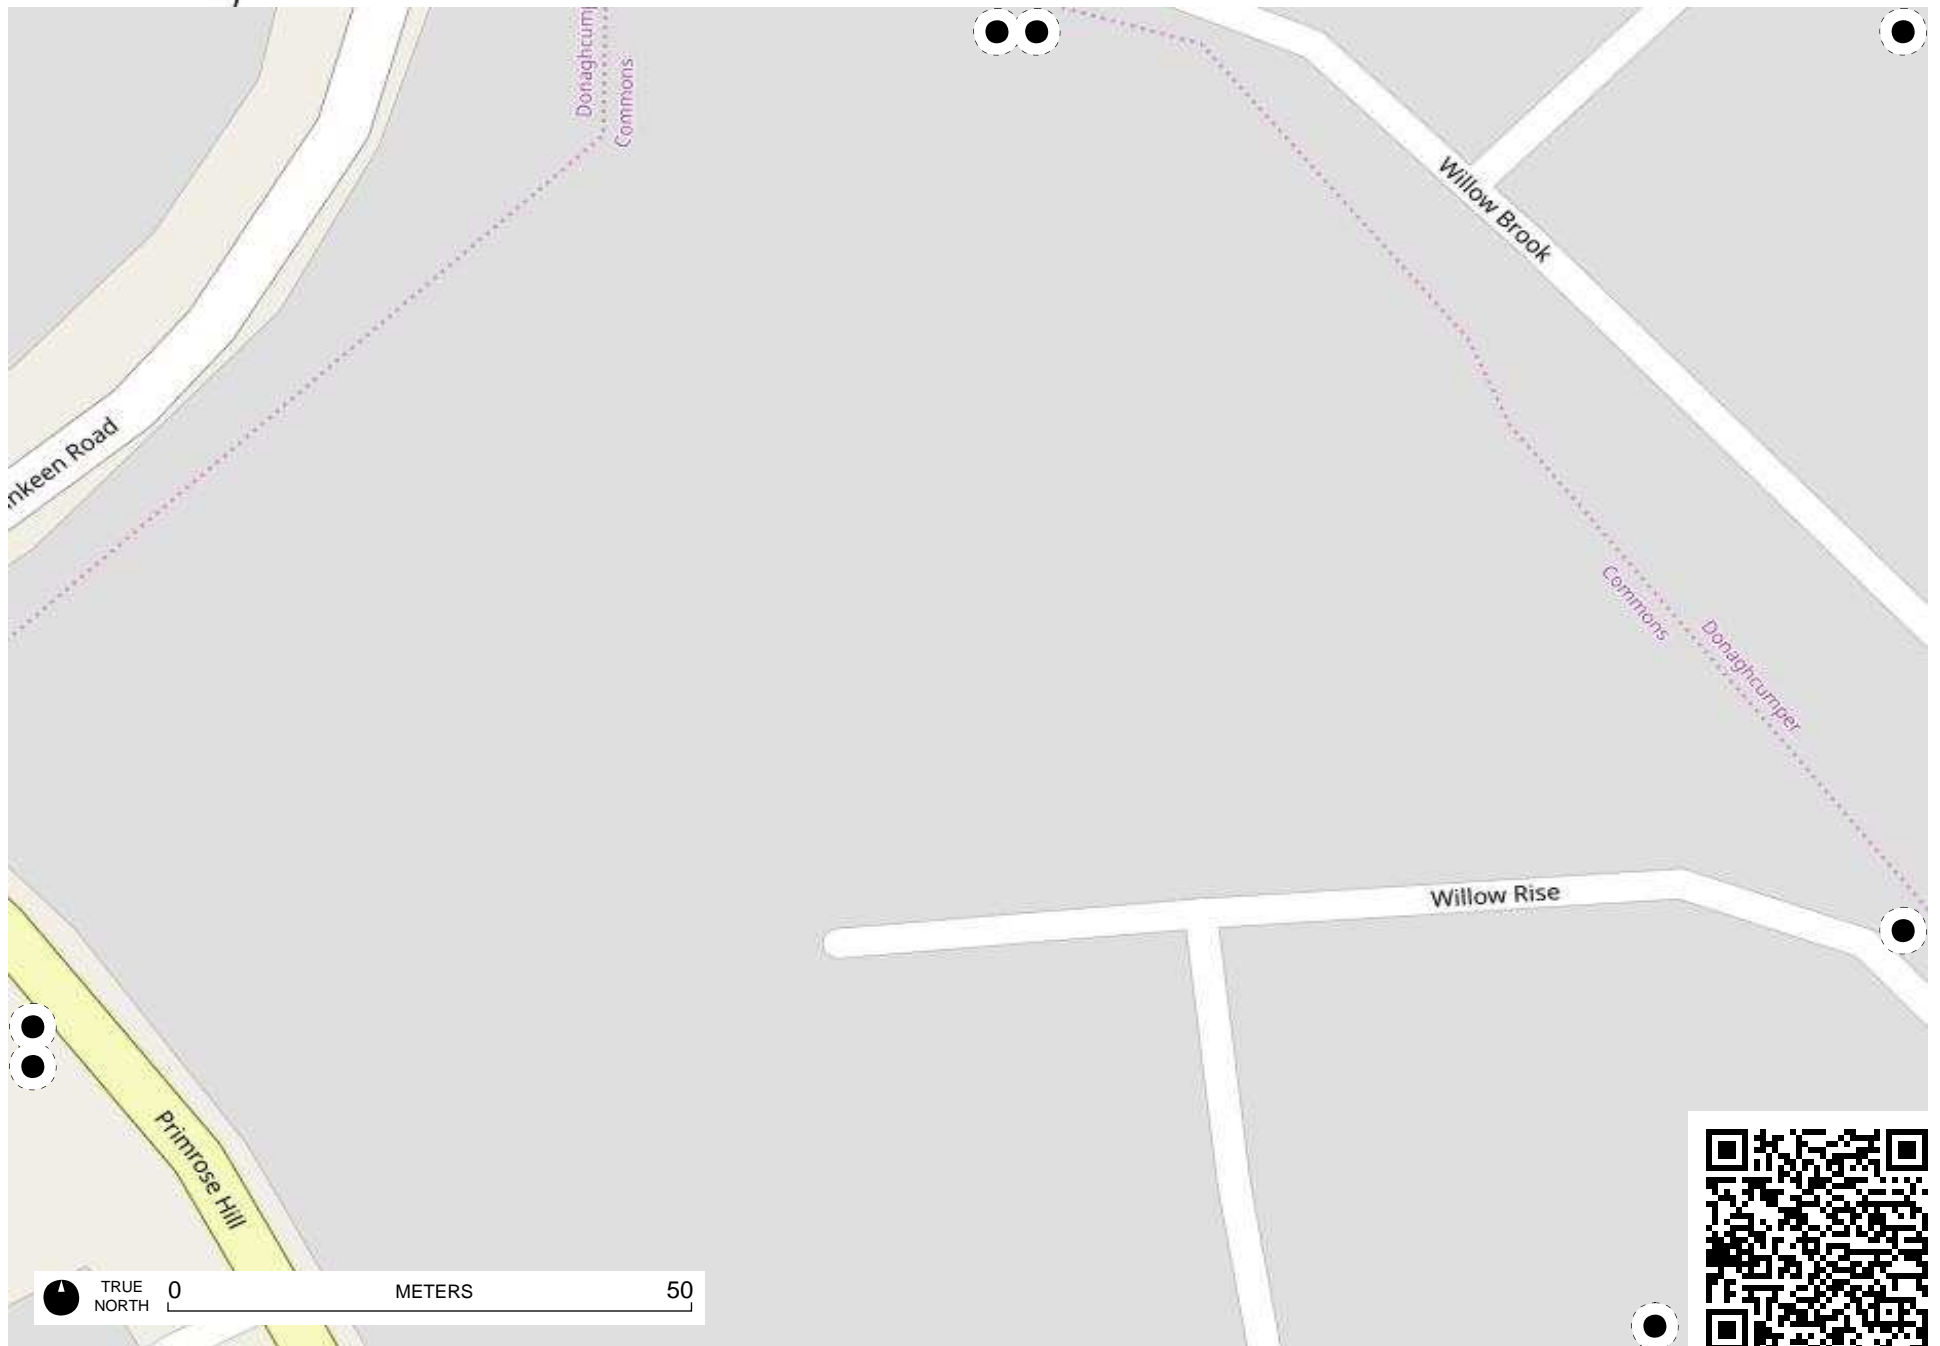 Donaghcump
Commons
Willow Brook
nkeen Road
Commons
Donaghcumper
Willow Rise
Primrose Hill
TRUE
NORTH
0 METERS 50